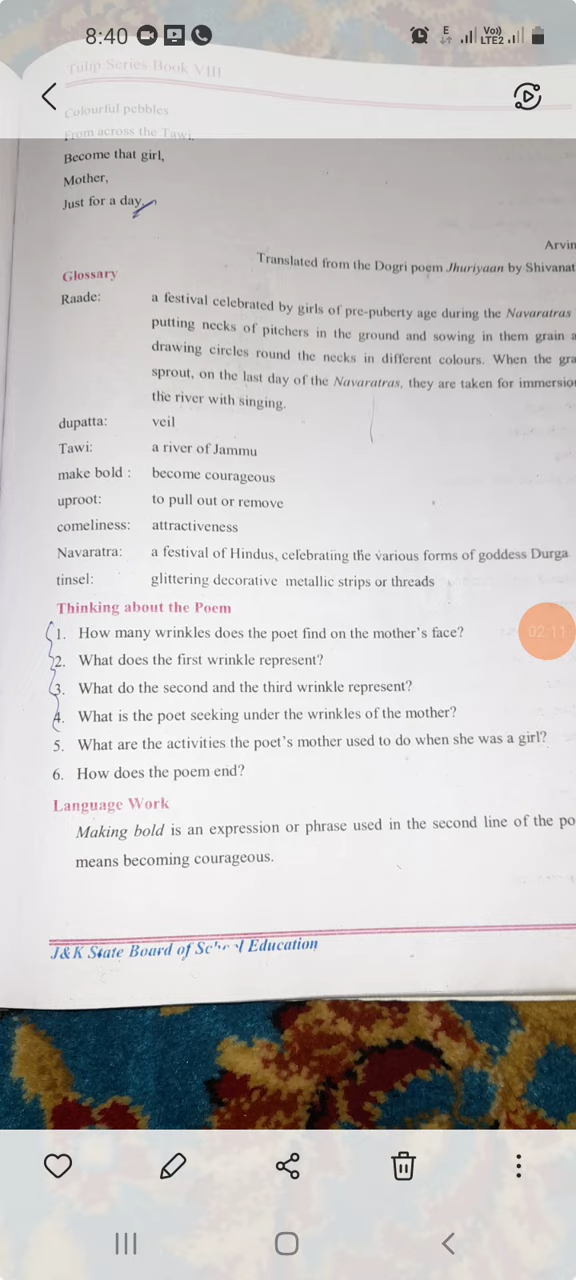 8:40
E
Vo))
LTE2
Tulip Series Book VIII
Colourful pebbles
From across the Tawi.
Become that girl,
Mother,
Just for a day.
Arvin
Translated from the Dogri poem Jhuriyaan by Shivanat
Glossary
Raade: a festival celebrated by girls of pre-puberty age during the Navaratras
putting necks of pitchers in the ground and sowing in them grain a
drawing circles round the necks in different colours. When the gra
sprout, on the last day of the Navaratras, they are taken for immersion
the river with singing.
dupatta: veil
Tawi: a river of Jammu
make bold : become courageous
uproot: to pull out or remove
comeliness: attractiveness
Navaratra: a festival of Hindus, celebrating the various forms of goddess Durga
tinsel: glittering decorative metallic strips or threads
Thinking about the Poem
1. How many wrinkles does the poet find on the mother's face?
02:11
2. What does the first wrinkle represent?
3. What do the second and the third wrinkle represent?
4. What is the poet seeking under the wrinkles of the mother?
5. What are the activities the poet's mother used to do when she was a girl?
6. How does the poem end?
Language Work
Making bold is an expression or phrase used in the second line of the po
means becoming courageous.
J&K State Board of School Education